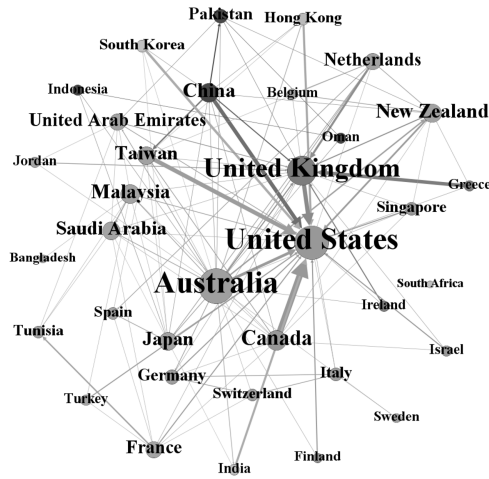 Pakistan
Hong Kong
South Korea
Netherlands
Indonesia
China
Belgium
New Zealand
United Arab Emirates
Oman
Taiwan
Jordan
United Kingdom
Greece
Malaysia
Singapore
Saudi Arabia
United States
Bangladesh
Australia
South Africa
Spain
Ireland
Tunisia
Japan
Canada
Israel
Germany
Italy
Switzerland
Turkey
Sweden
France
India
Finland